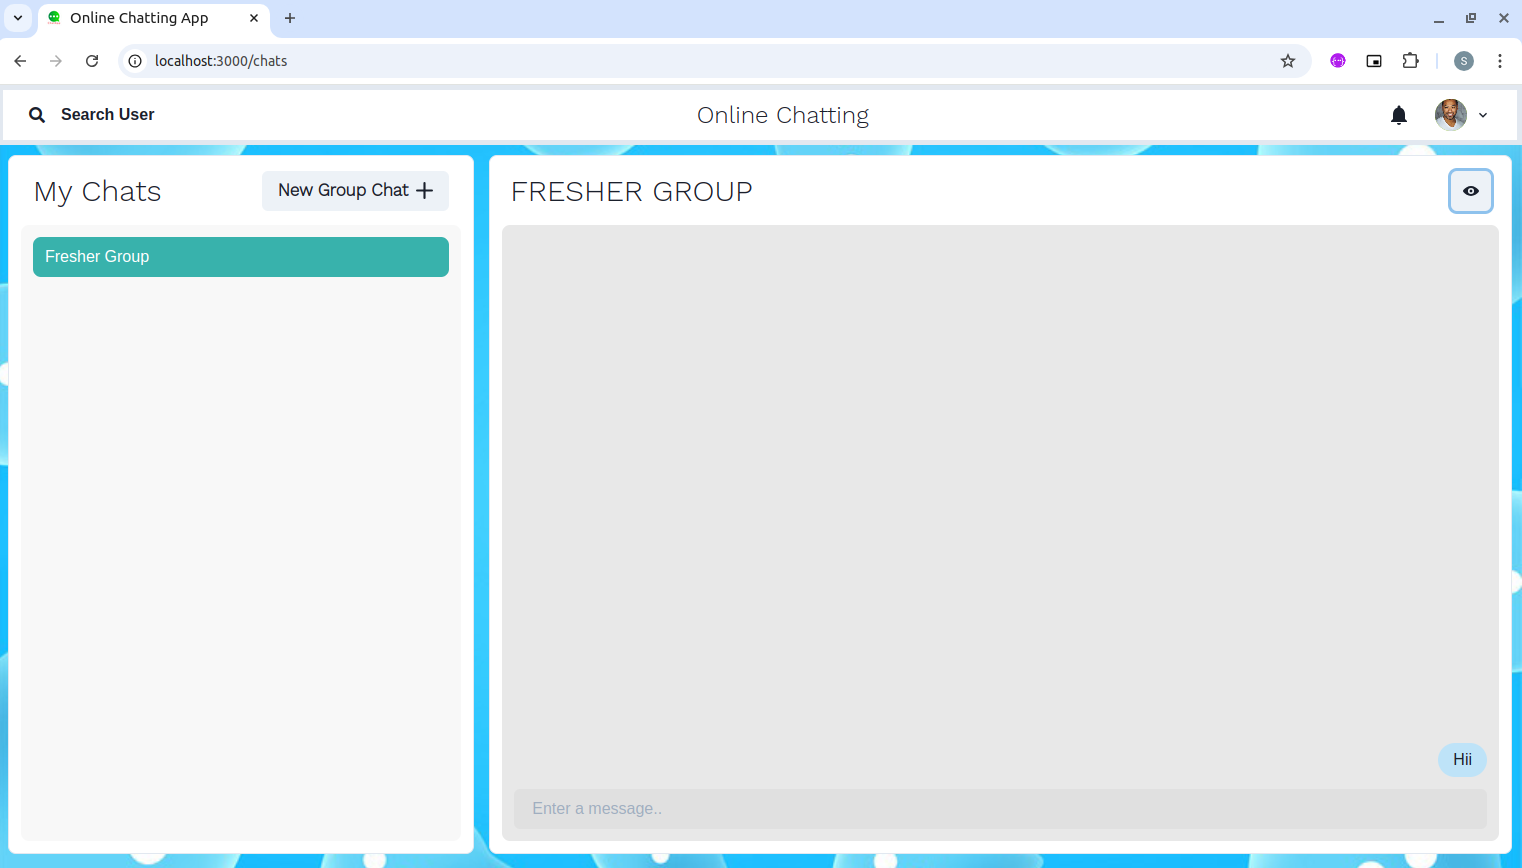 Online Chatting App
localhost:3000/chats
S
Search User
Online Chatting
My Chats
New Group Chat
FRESHER GROUP
Fresher Group
Hii
Enter a message..